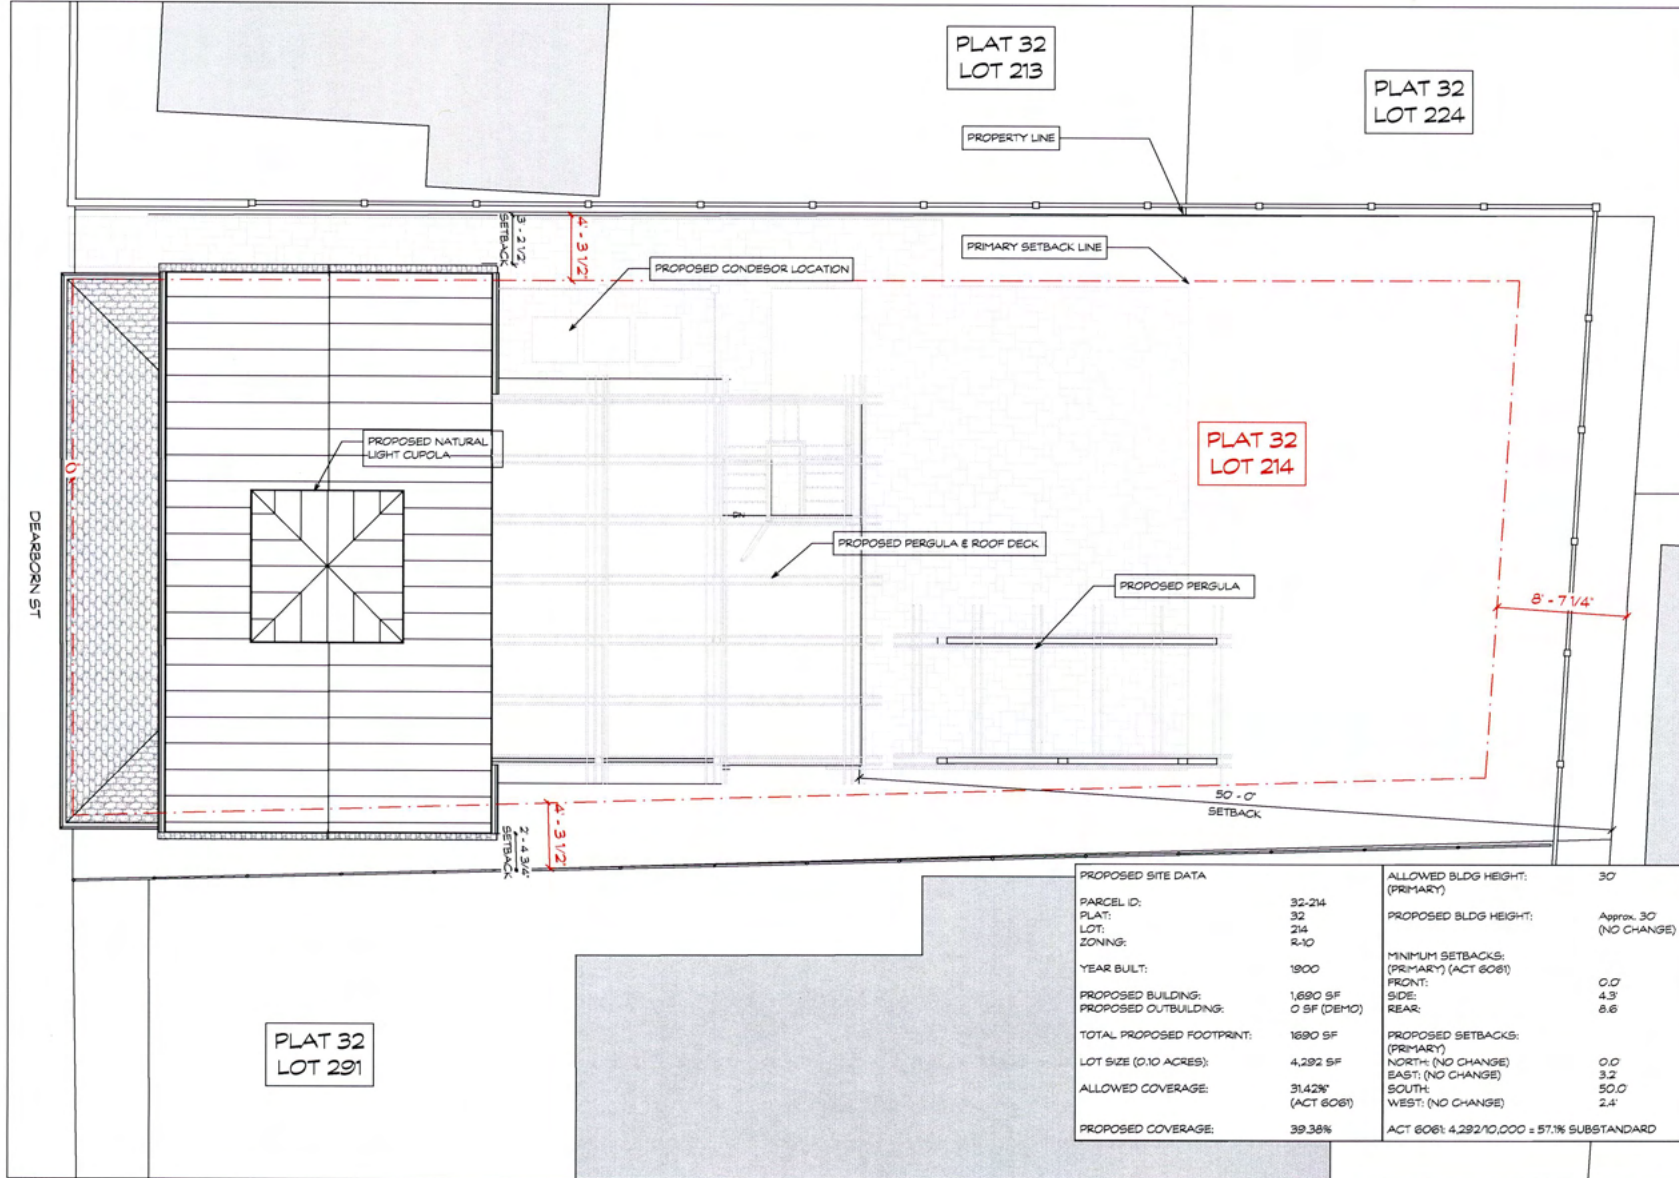 PLAT 32
LOT 213
PLAT 32
LOT 224
PROPERTY LINE
3' - 2 1/2"
SETBACK
4' - 3 1/2"
PRIMARY SETBACK LINE
PROPOSED CONDESOR LOCATION
PROPOSED NATURAL
LIGHT CUPOLA
PLAT 32
LOT 214
0'
DEARBORN ST
DN
PROPOSED PERGULA & ROOF DECK
PROPOSED PERGULA
8' - 7 1/4"
50' - 0"
SETBACK
2' - 4 3/4"
SETBACK
4' - 3 1/2"
PLAT 32
LOT 291
PROPOSED SITE DATA
PARCEL ID: 32-214
PLAT: 32
LOT: 214
ZONING: R-10
YEAR BUILT: 1900
PROPOSED BUILDING: 1,690 SF
PROPOSED OUTBUILDING: 0 SF (DEMO)
TOTAL PROPOSED FOOTPRINT: 1690 SF
LOT SIZE (0.10 ACRES): 4,292 SF
ALLOWED COVERAGE: 31.42%*
(ACT 6061)
PROPOSED COVERAGE: 39.38%
ALLOWED BLDG HEIGHT: 30'
(PRIMARY)
PROPOSED BLDG HEIGHT: Approx. 30'
(NO CHANGE)
MINIMUM SETBACKS:
(PRIMARY) (ACT 6061)
FRONT: 0.0'
SIDE: 4.3'
REAR: 8.6'
PROPOSED SETBACKS:
(PRIMARY)
NORTH: (NO CHANGE) 0.0'
EAST: (NO CHANGE) 3.2'
SOUTH: 50.0'
WEST: (NO CHANGE) 2.4'
ACT 6061: 4,292/10,000 = 57.1% SUBSTANDARD